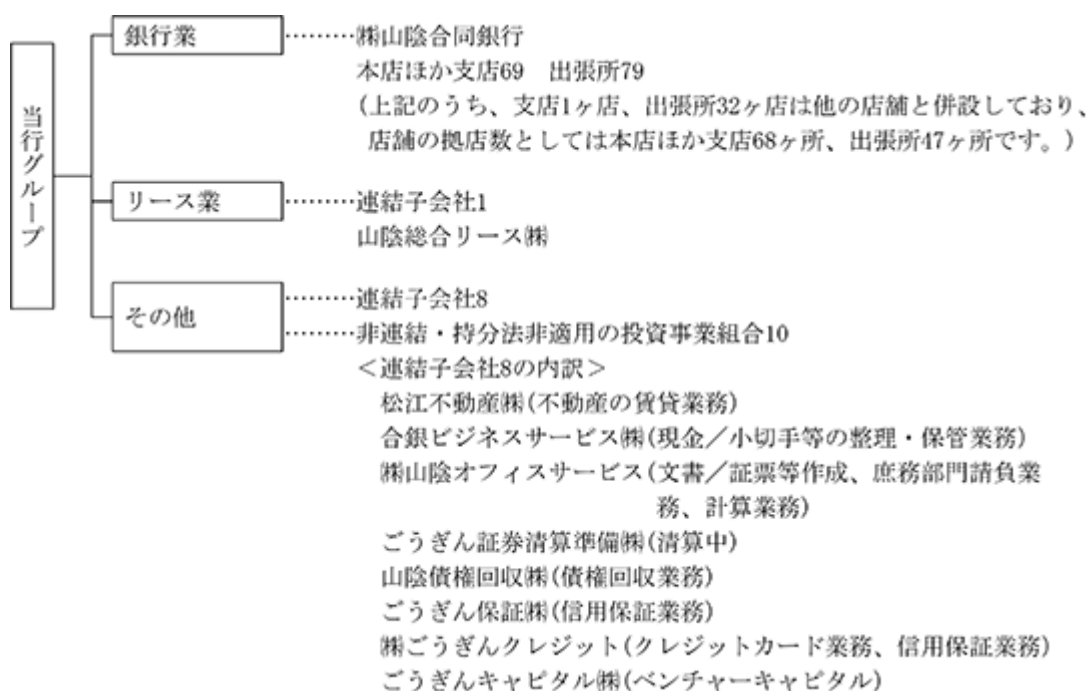 当行グループ
銀行業
………㈱山陰合同銀行
本店ほか支店69　出張所79
(上記のうち、支店1ヶ店、出張所32ヶ店は他の店舗と併設しており、
店舗の拠点数としては本店ほか支店68ヶ所、出張所47ヶ所です。)
リース業
………連結子会社1
山陰総合リース㈱
その他
………連結子会社8
………非連結・持分法非適用の投資事業組合10
＜連結子会社8の内訳＞
松江不動産㈱(不動産の賃貸業務)
合銀ビジネスサービス㈱(現金／小切手等の整理・保管業務)
㈱山陰オフィスサービス(文書／証票等作成、庶務部門請負業
務、計算業務)
ごうぎん証券清算準備㈱(清算中)
山陰債権回収㈱(債権回収業務)
ごうぎん保証㈱(信用保証業務)
㈱ごうぎんクレジット(クレジットカード業務、信用保証業務)
ごうぎんキャピタル㈱(ベンチャーキャピタル)